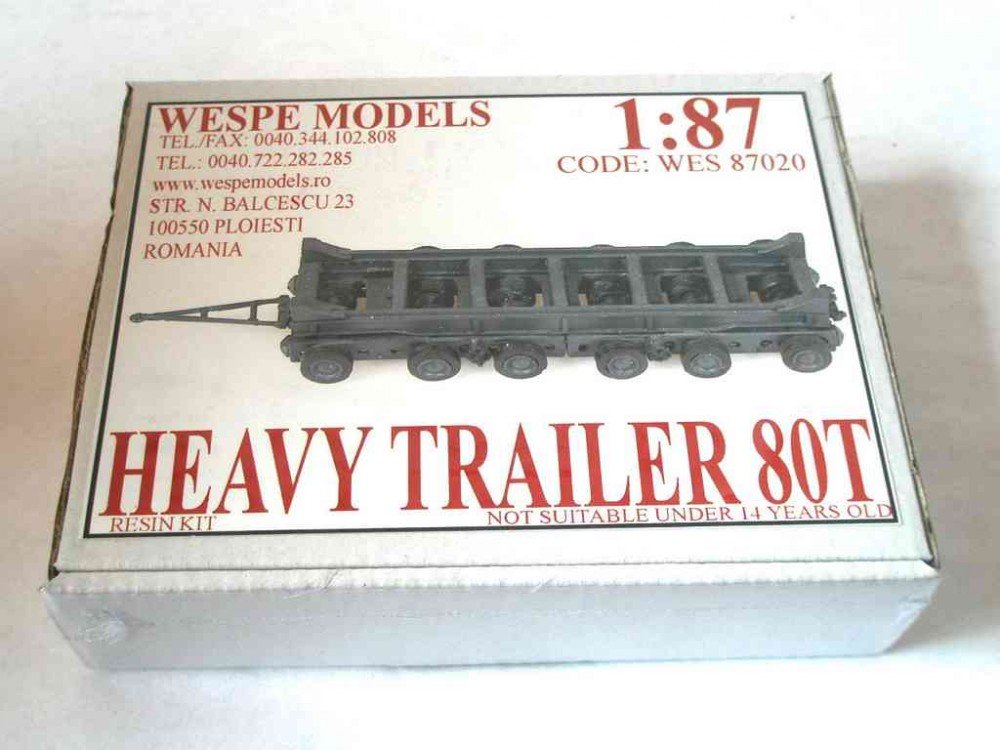 WESPE MODELS
TEL./FAX: 0040.344.102.808
TEL.: 0040.722.282.285
www.wespemodels.ro
STR. N. BALCESCU 23
100550 PLOIESTI
ROMANIA
1:87
CODE: WES 87020
HEAVY TRAILER 80T
RESIN KIT
NOT SUITABLE UNDER 14 YEARS OLD